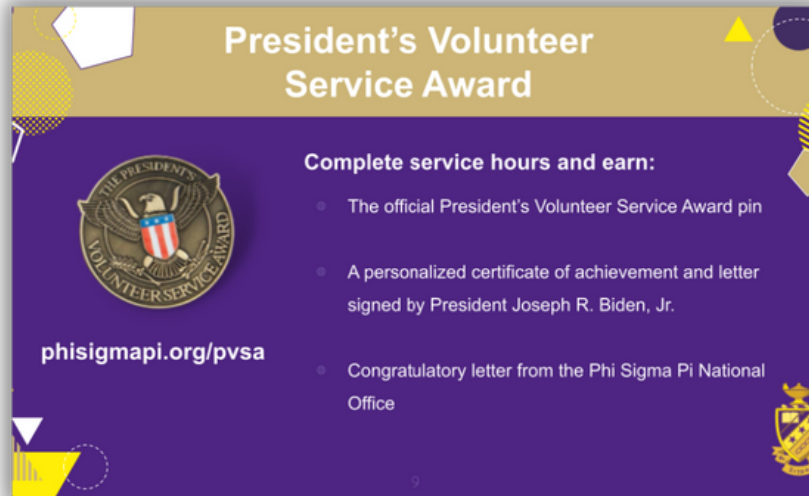 President's Volunteer
Service Award
THE PRESIDENT'S
VOLUNTEER SERVICE AWARD
phisigmapi.org/pvsa
Complete service hours and earn:
The official President's Volunteer Service Award pin
A personalized certificate of achievement and letter
signed by President Joseph R. Biden, Jr.
Congratulatory letter from the Phi Sigma Pi National
Office
9